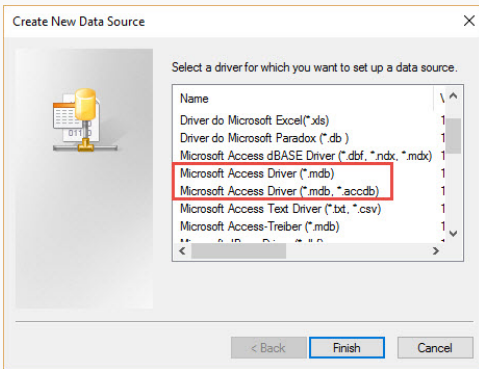 Create New Data Source
Select a driver for which you want to set up a data source.
Name
Driver do Microsoft Excel(*.xls)
Driver do Microsoft Paradox (*.db )
Microsoft Access dBASE Driver (*.dbf, *.ndx, *.mdx) 1
Microsoft Access Driver (*.mdb)
Microsoft Access Driver (*.mdb, *.accdb)
Microsoft Access Text Driver (*.txt, *.csv)
Microsoft Access-Treiber (*.mdb)
< Back Finish Cancel